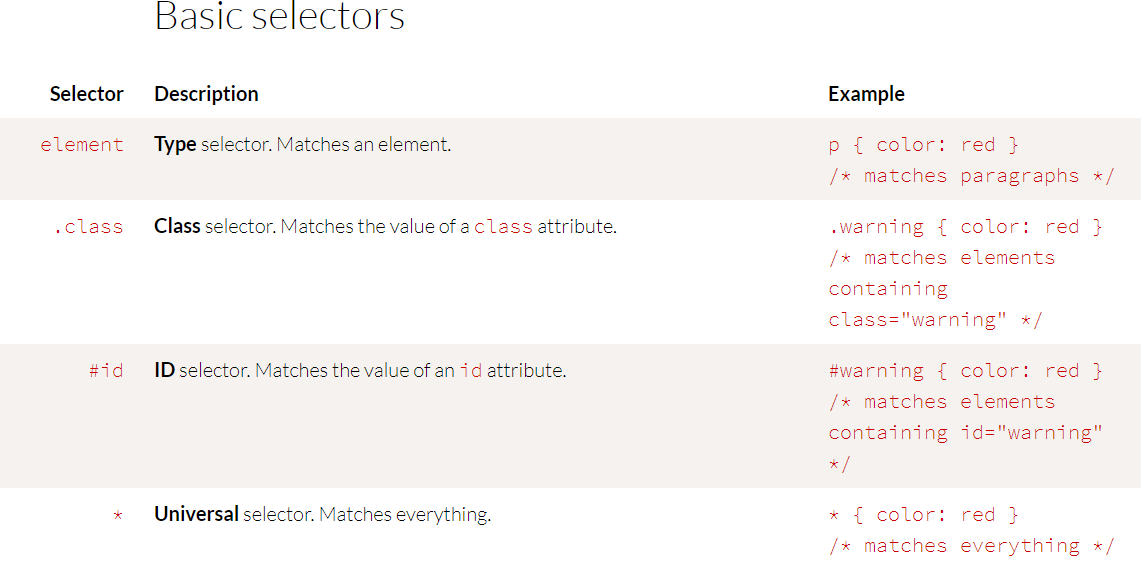 Basic selectors
Selector Description Example
element Type selector. Matches an element. p { color: red }
/* matches paragraphs */
.class Class selector. Matches the value of a class attribute. .warning { color: red }
/* matches elements
containing
class="warning" */
#id ID selector. Matches the value of an id attribute. #warning { color: red }
/* matches elements
containing id="warning"
*/
* Universal selector. Matches everything. * { color: red }
/* matches everything */